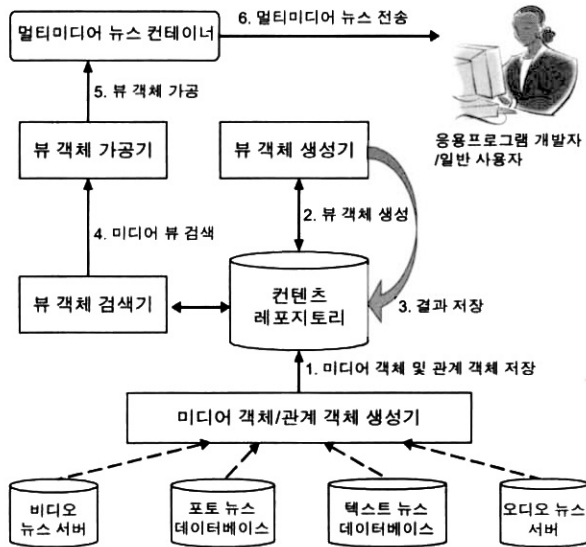 멀티미디어 뉴스 컨테이너
6. 멀티미디어 뉴스 전송
응용프로그램 개발자
/일반 사용자
5. 뷰 객체 가공
뷰 객체 가공기
뷰 객체 생성기
4. 미디어 뷰 검색
2. 뷰 객체 생성
뷰 객체 검색기
컨텐츠
레포지토리
3. 결과 저장
1. 미디어 객체 및 관계 객체 저장
미디어 객체/관계 객체 생성기
비디오
뉴스 서버
포토 뉴스
데이터베이스
텍스트 뉴스
데이터베이스
오디오 뉴스
서버